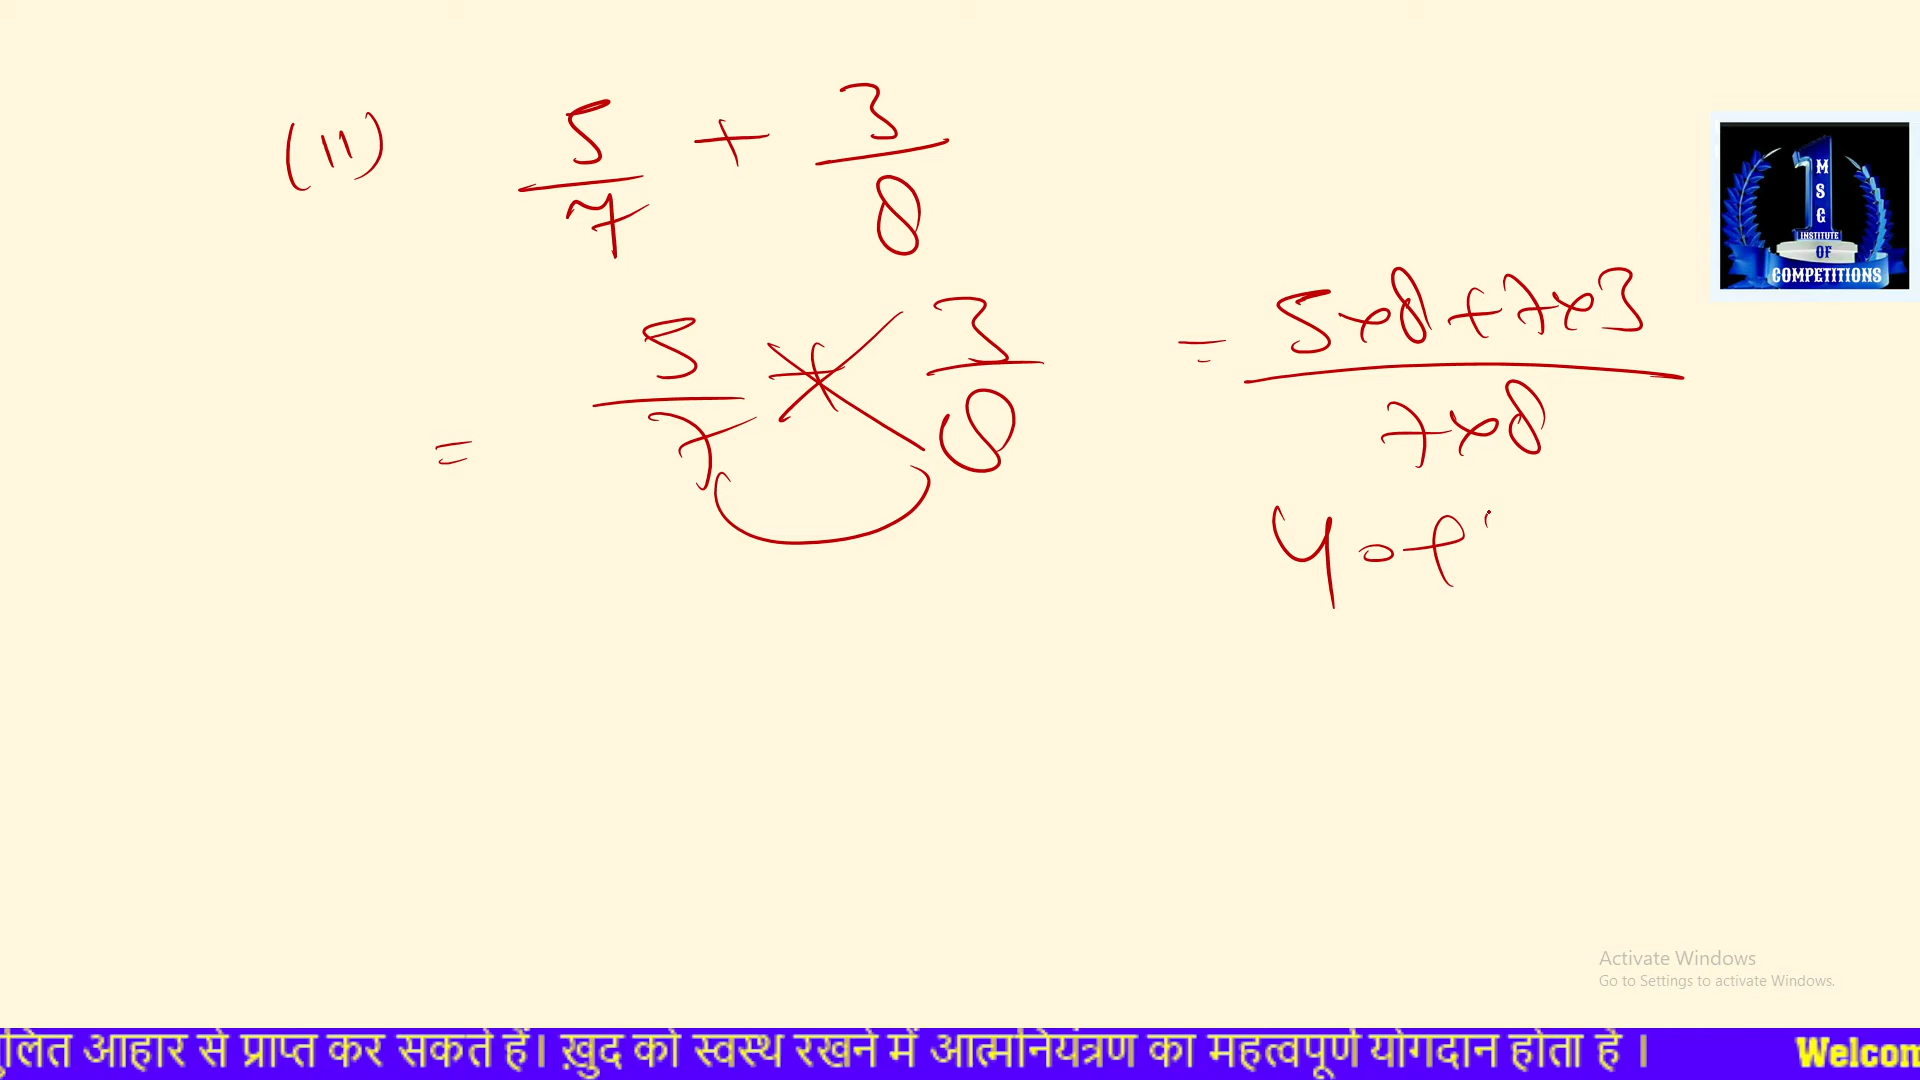 (11) 5/7 + 3/8
= 5/7 + 3/8 = (5×8+7×3)/(7×8)
40+
M
S
G
INSTITUTE
OF
COMPETITIONS
Activate Windows
Go to Settings to activate Windows.
लित आहार से प्राप्त कर सकते हैं। ख़ुद को स्वस्थ रखने में आत्मनियंत्रण का महत्वपूर्ण योगदान होता है । Welcom